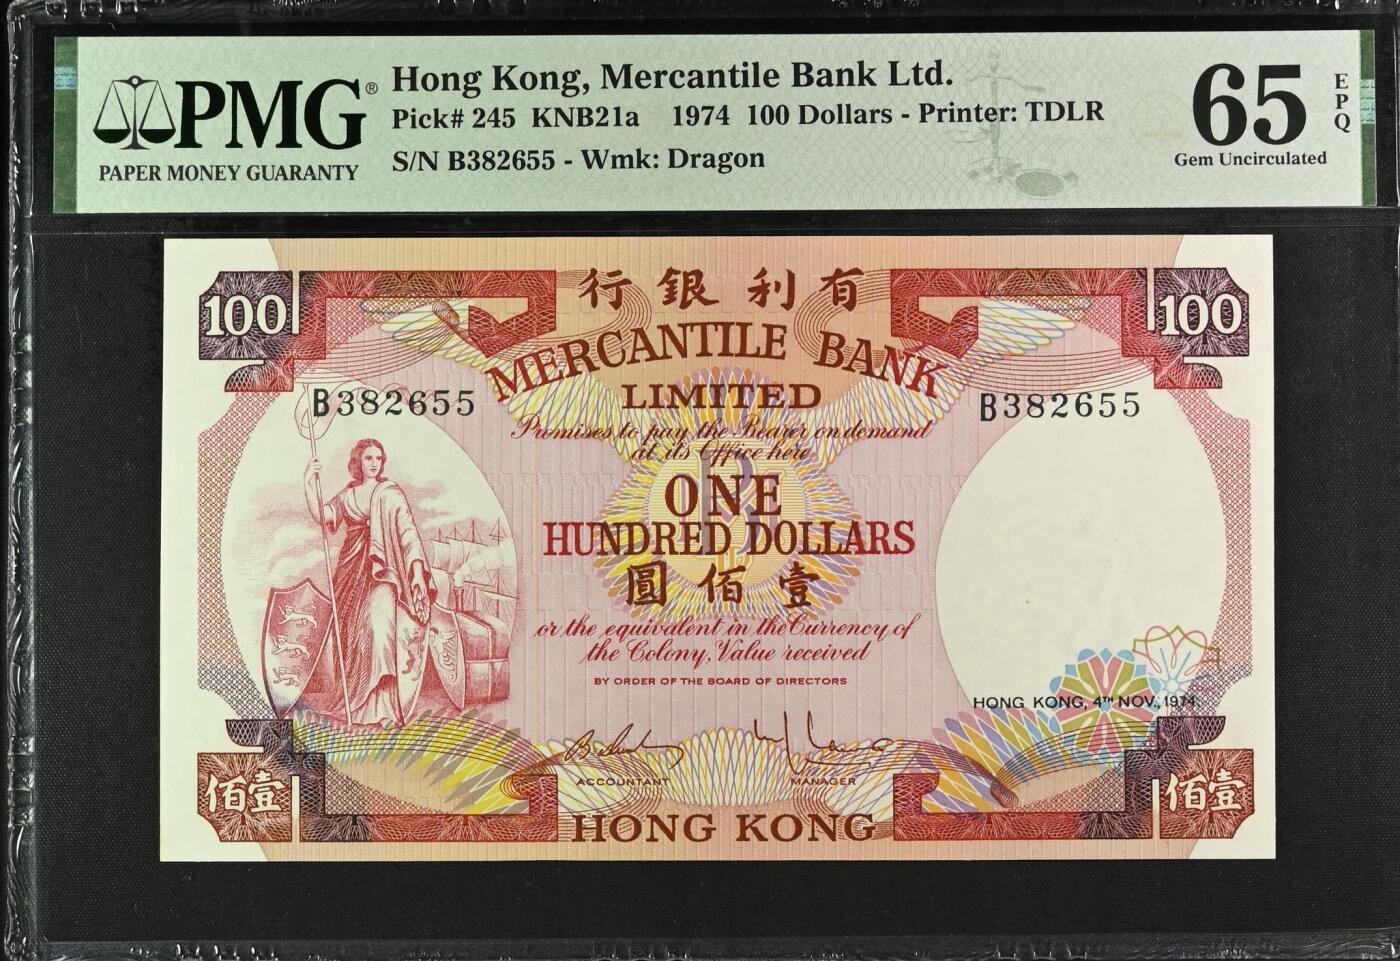 PMG®
PAPER MONEY GUARANTY
Hong Kong, Mercantile Bank Ltd.
Pick# 245 KNB21a 1974 100 Dollars - Printer: TDLR
S/N B382655 - Wmk: Dragon
65 EPQ
Gem Uncirculated
行銀利有
100 100
MERCANTILE BANK
LIMITED
B382655 B382655
Promises to pay the Bearer on demand
at its Office here
ONE
HUNDRED DOLLARS
圓佰壹
or the equivalent in the Currency of
the Colony, Value received
BY ORDER OF THE BOARD OF DIRECTORS
HONG KONG, 4TH NOV., 1974.
ACCOUNTANT MANAGER
佰壹 佰壹
HONG KONG